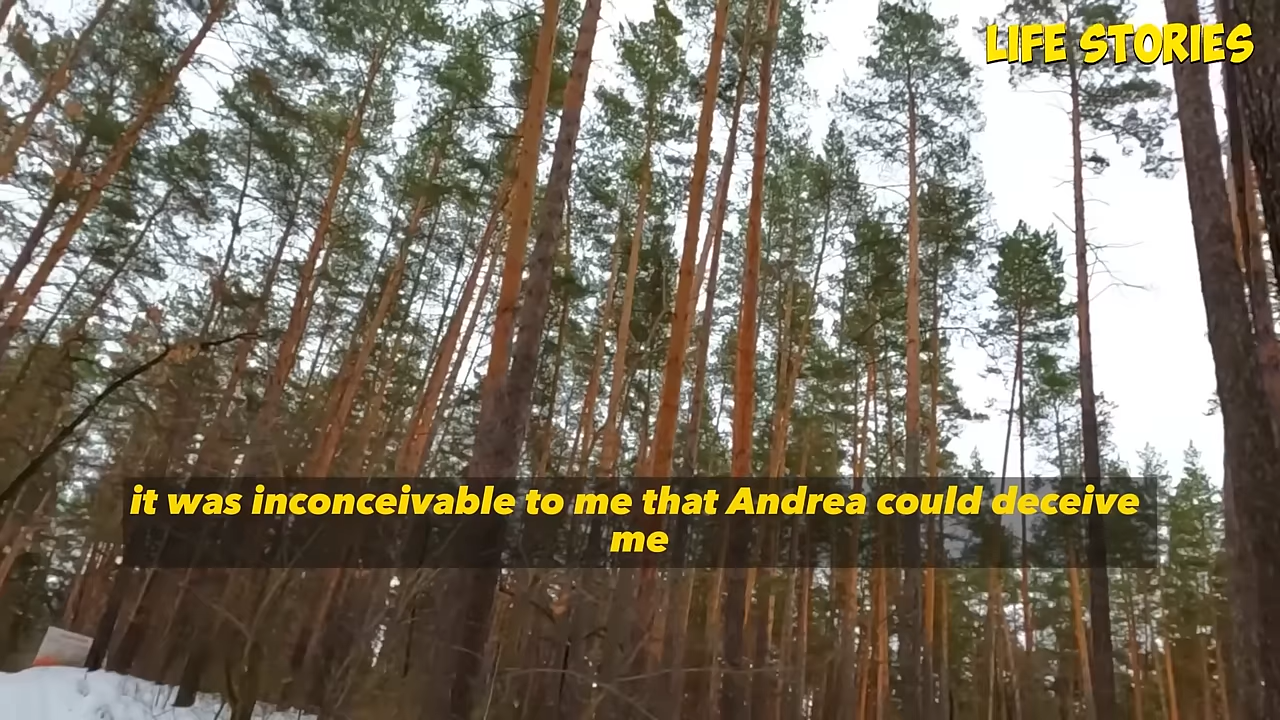 LIFE STORIES
it was inconceivable to me that Andrea could deceive
me